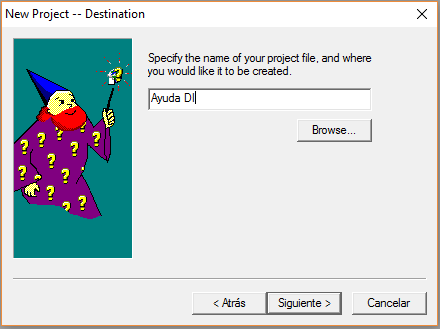 New Project -- Destination
Specify the name of your project file, and where
you would like it to be created.
Ayuda DI
Browse...
< Atrás
Siguiente >
Cancelar